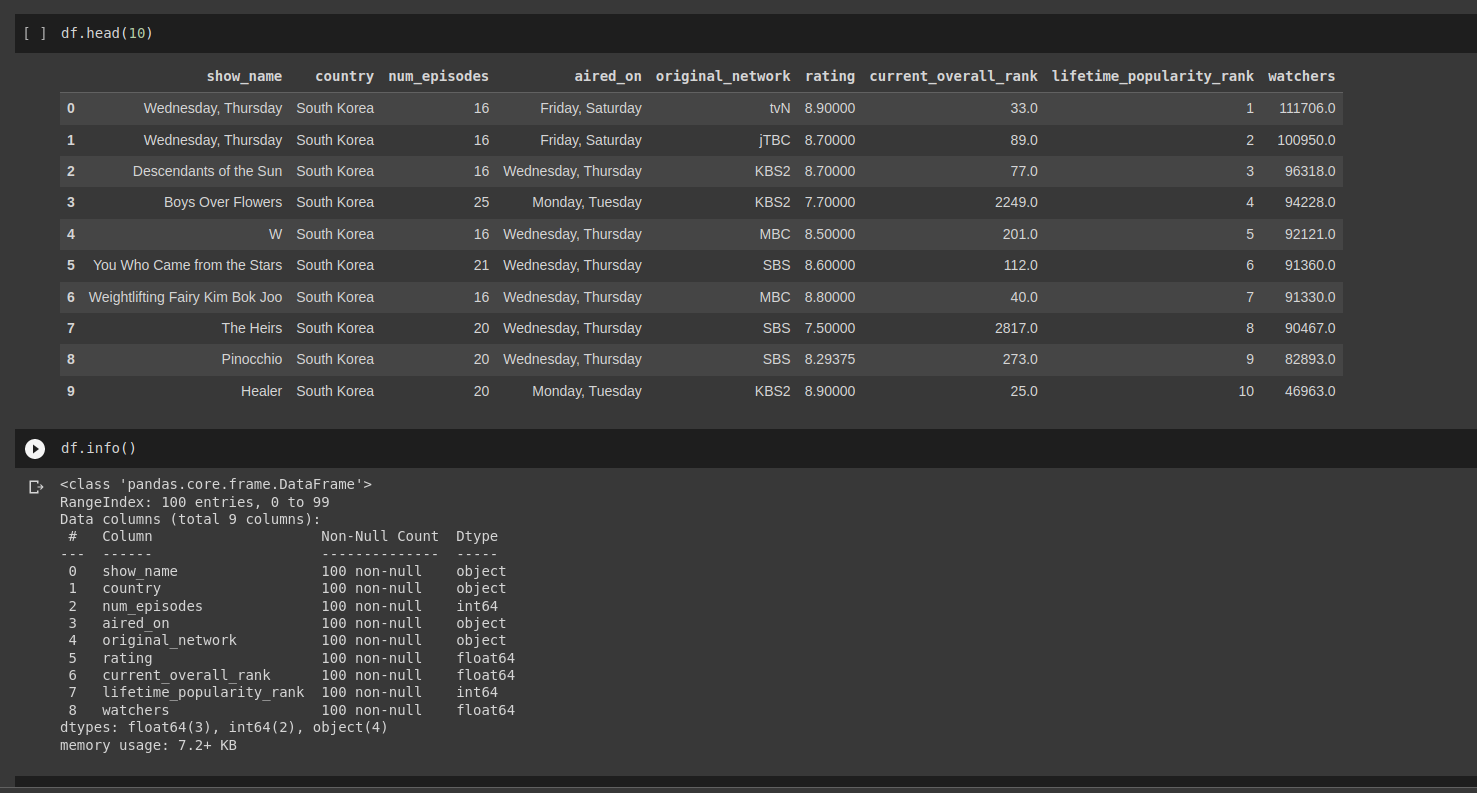 [ ] df.head(10)
show_name country num_episodes aired_on original_network rating current_overall_rank lifetime_popularity_rank watchers
0 Wednesday, Thursday South Korea 16 Friday, Saturday tvN 8.90000 33.0 1 111706.0
1 Wednesday, Thursday South Korea 16 Friday, Saturday jTBC 8.70000 89.0 2 100950.0
2 Descendants of the Sun South Korea 16 Wednesday, Thursday KBS2 8.70000 77.0 3 96318.0
3 Boys Over Flowers South Korea 25 Monday, Tuesday KBS2 7.70000 2249.0 4 94228.0
4 W South Korea 16 Wednesday, Thursday MBC 8.50000 201.0 5 92121.0
5 You Who Came from the Stars South Korea 21 Wednesday, Thursday SBS 8.60000 112.0 6 91360.0
6 Weightlifting Fairy Kim Bok Joo South Korea 16 Wednesday, Thursday MBC 8.80000 40.0 7 91330.0
7 The Heirs South Korea 20 Wednesday, Thursday SBS 7.50000 2817.0 8 90467.0
8 Pinocchio South Korea 20 Wednesday, Thursday SBS 8.29375 273.0 9 82893.0
9 Healer South Korea 20 Monday, Tuesday KBS2 8.90000 25.0 10 46963.0
df.info()
<class 'pandas.core.frame.DataFrame'>
RangeIndex: 100 entries, 0 to 99
Data columns (total 9 columns):
# Column Non-Null Count Dtype
--- ------ -------------- -----
0 show_name 100 non-null object
1 country 100 non-null object
2 num_episodes 100 non-null int64
3 aired_on 100 non-null object
4 original_network 100 non-null object
5 rating 100 non-null float64
6 current_overall_rank 100 non-null float64
7 lifetime_popularity_rank 100 non-null int64
8 watchers 100 non-null float64
dtypes: float64(3), int64(2), object(4)
memory usage: 7.2+ KB